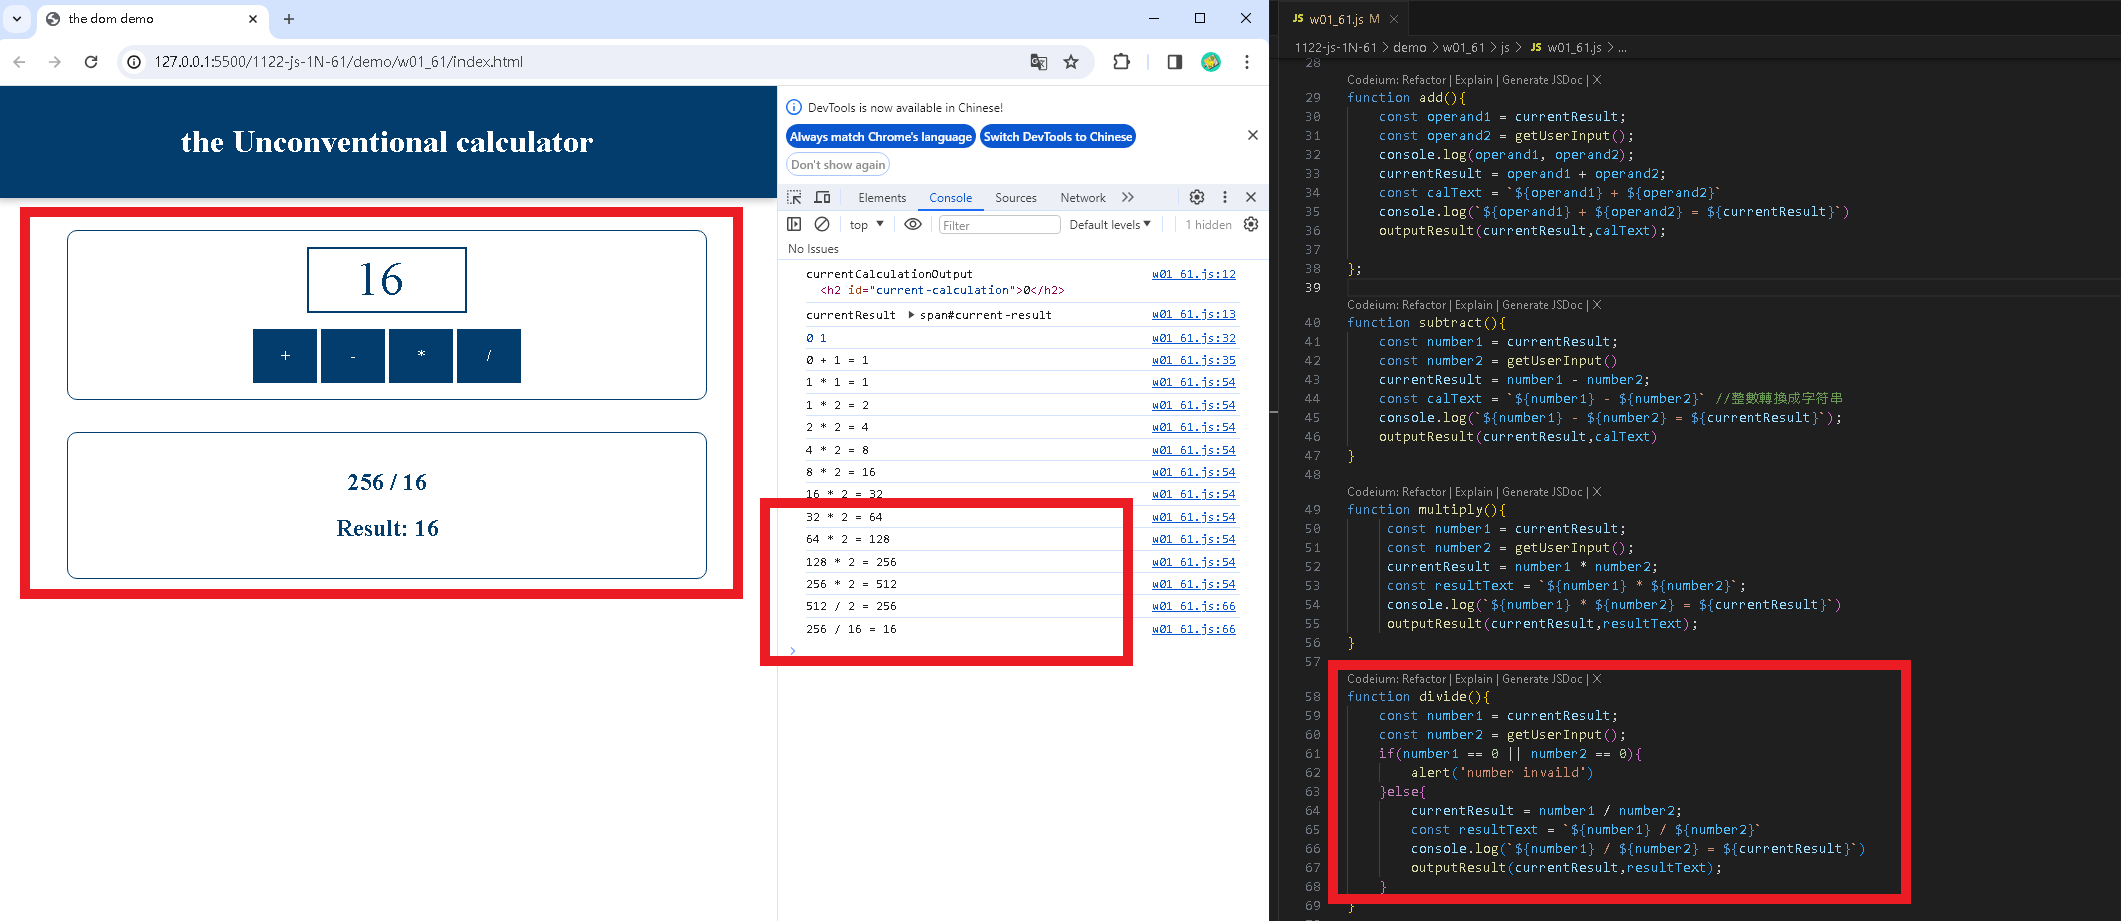 the dom demo
127.0.0.1:5500/1122-js-1N-61/demo/w01_61/index.html
the Unconventional calculator
16
+ - * /
256 / 16
Result: 16
DevTools is now available in Chinese!
Always match Chrome's language Switch DevTools to Chinese
Don't show again
Elements Console Sources Network
top Filter Default levels 1 hidden
No Issues
currentCalculationOutput w01_61.js:12
<h2 id="current-calculation">0</h2>
currentResult span#current-result w01_61.js:13
0 1 w01_61.js:32
0 + 1 = 1 w01_61.js:35
1 * 1 = 1 w01_61.js:54
1 * 2 = 2 w01_61.js:54
2 * 2 = 4 w01_61.js:54
4 * 2 = 8 w01_61.js:54
8 * 2 = 16 w01_61.js:54
16 * 2 = 32 w01_61.js:54
32 * 2 = 64 w01_61.js:54
64 * 2 = 128 w01_61.js:54
128 * 2 = 256 w01_61.js:54
256 * 2 = 512 w01_61.js:54
512 / 2 = 256 w01_61.js:66
256 / 16 = 16 w01_61.js:66
JS w01_61.js M
1122-js-1N-61 > demo > w01_61 > js > JS w01_61.js > ...
28
Codeium: Refactor | Explain | Generate JSDoc | X
29 function add(){
30 const operand1 = currentResult;
31 const operand2 = getUserInput();
32 console.log(operand1, operand2);
33 currentResult = operand1 + operand2;
34 const calText = `${operand1} + ${operand2}`
35 console.log(`${operand1} + ${operand2} = ${currentResult}`)
36 outputResult(currentResult,calText);
37
38 };
39
Codeium: Refactor | Explain | Generate JSDoc | X
40 function subtract(){
41 const number1 = currentResult;
42 const number2 = getUserInput()
43 currentResult = number1 - number2;
44 const calText = `${number1} - ${number2}` //整數轉換成字符串
45 console.log(`${number1} - ${number2} = ${currentResult}`);
46 outputResult(currentResult,calText)
47 }
48
Codeium: Refactor | Explain | Generate JSDoc | X
49 function multiply(){
50 const number1 = currentResult;
51 const number2 = getUserInput();
52 currentResult = number1 * number2;
53 const resultText = `${number1} * ${number2}`;
54 console.log(`${number1} * ${number2} = ${currentResult}`)
55 outputResult(currentResult,resultText);
56 }
57
Codeium: Refactor | Explain | Generate JSDoc | X
58 function divide(){
59 const number1 = currentResult;
60 const number2 = getUserInput();
61 if(number1 == 0 || number2 == 0){
62 alert('number invaild')
63 }else{
64 currentResult = number1 / number2;
65 const resultText = `${number1} / ${number2}`
66 console.log(`${number1} / ${number2} = ${currentResult}`)
67 outputResult(currentResult,resultText);
68 }
69 }